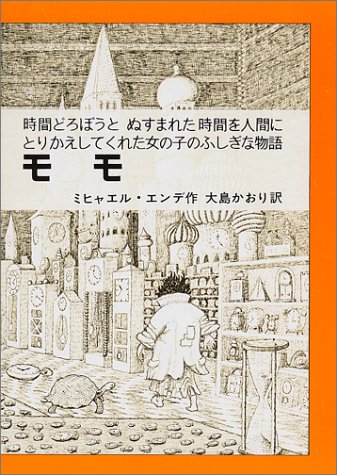 時間どろぼうと ぬすまれた時間を人間に
とりかえしてくれた女の子のふしぎな物語
モモ
ミヒャエル・エンデ作 大島かおり訳